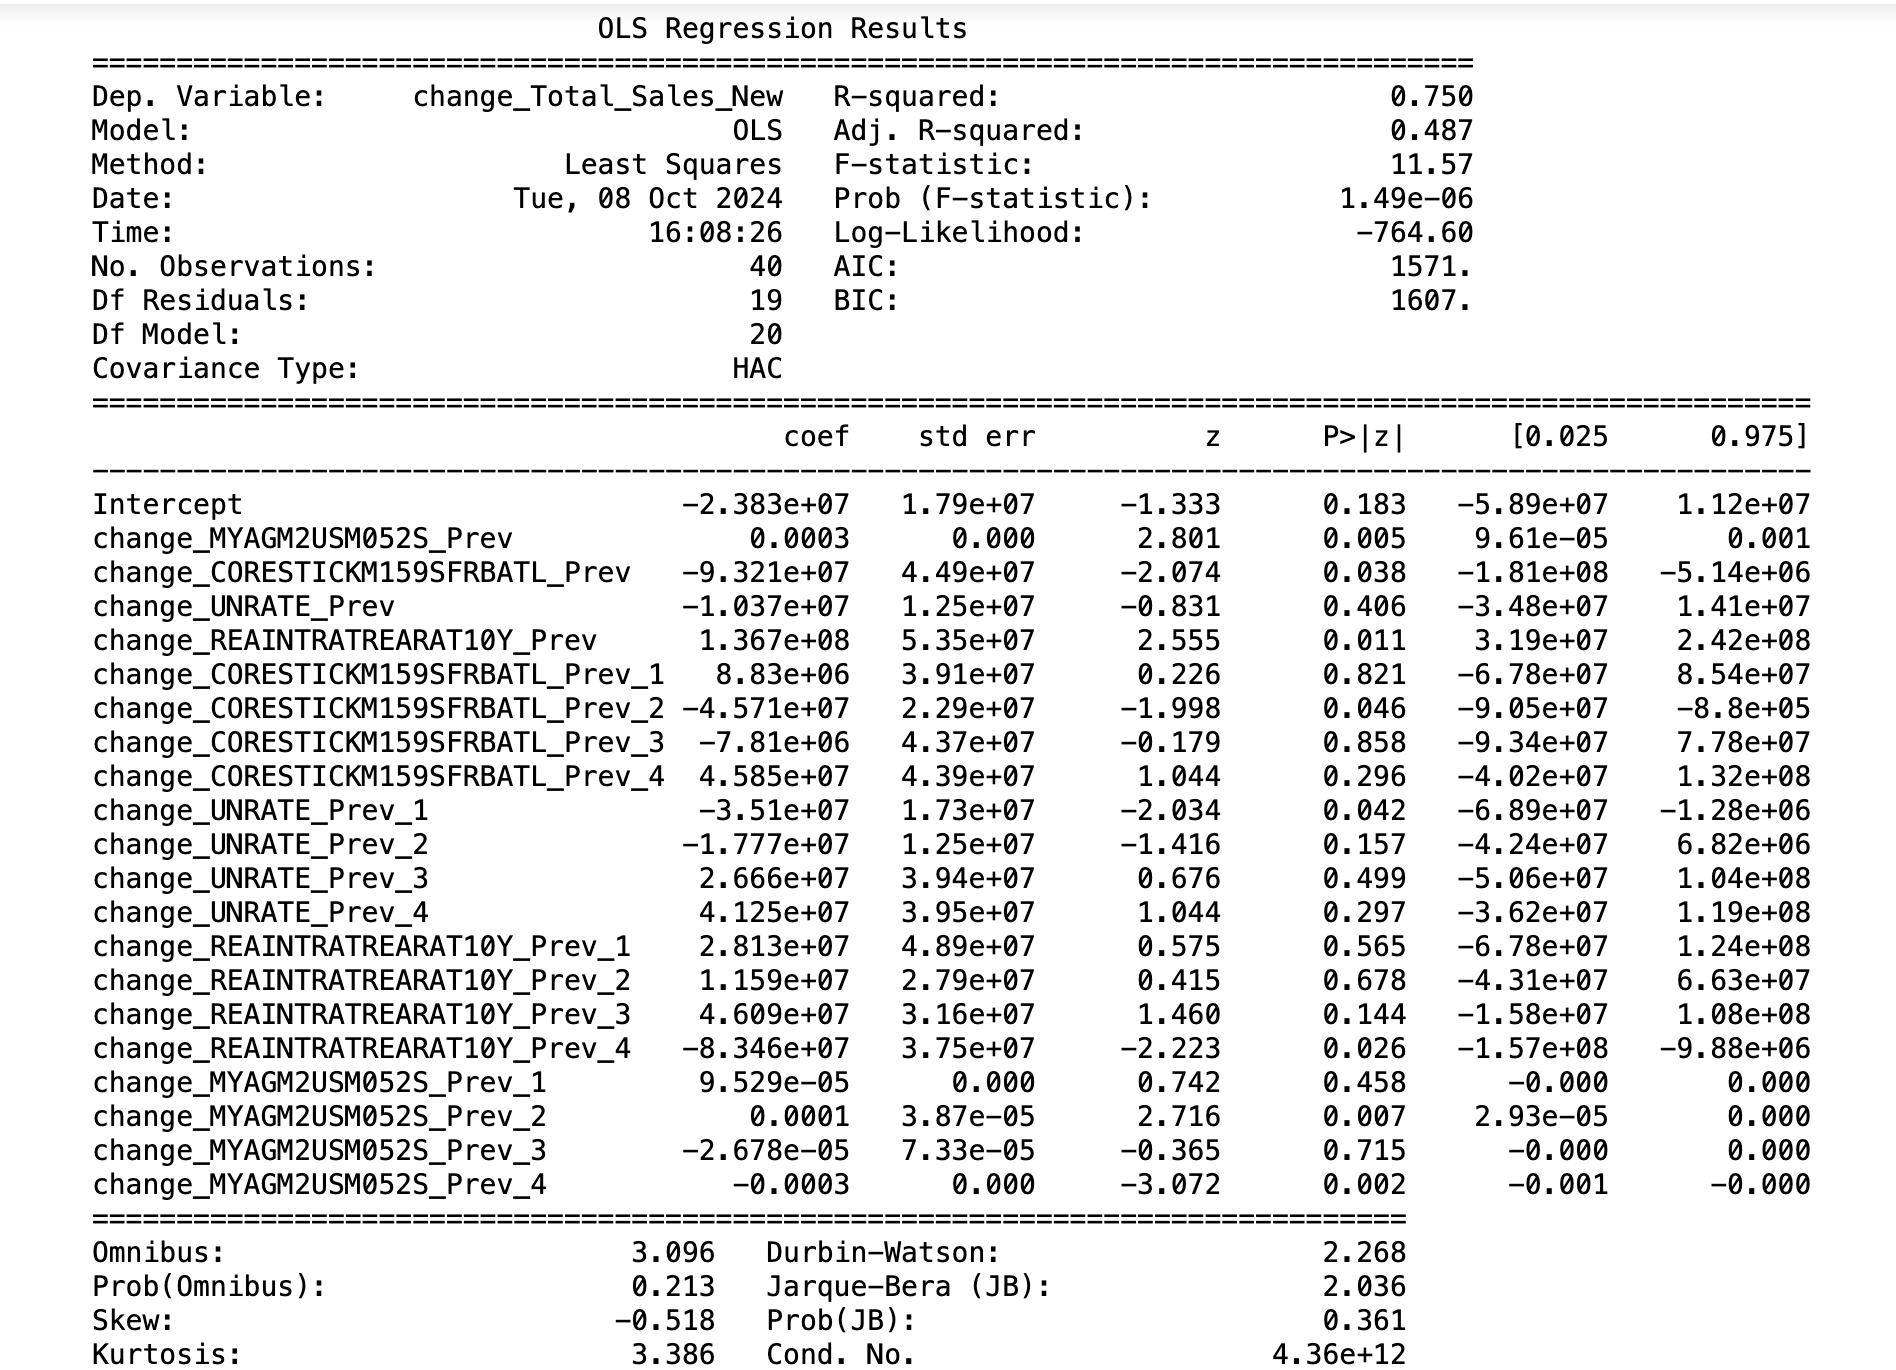 OLS Regression Results
==============================================================================
Dep. Variable: change_Total_Sales_New R-squared: 0.750
Model: OLS Adj. R-squared: 0.487
Method: Least Squares F-statistic: 11.57
Date: Tue, 08 Oct 2024 Prob (F-statistic): 1.49e-06
Time: 16:08:26 Log-Likelihood: -764.60
No. Observations: 40 AIC: 1571.
Df Residuals: 19 BIC: 1607.
Df Model: 20
Covariance Type: HAC
==============================================================================
coef std err z P>|z| [0.025 0.975]
------------------------------------------------------------------------------
Intercept -2.383e+07 1.79e+07 -1.333 0.183 -5.89e+07 1.12e+07
change_MYAGM2USM052S_Prev 0.0003 0.000 2.801 0.005 9.61e-05 0.001
change_CORESTICKM159SFRBATL_Prev -9.321e+07 4.49e+07 -2.074 0.038 -1.81e+08 -5.14e+06
change_UNRATE_Prev -1.037e+07 1.25e+07 -0.831 0.406 -3.48e+07 1.41e+07
change_REAINTRATREARAT10Y_Prev 1.367e+08 5.35e+07 2.555 0.011 3.19e+07 2.42e+08
change_CORESTICKM159SFRBATL_Prev_1 8.83e+06 3.91e+07 0.226 0.821 -6.78e+07 8.54e+07
change_CORESTICKM159SFRBATL_Prev_2 -4.571e+07 2.29e+07 -1.998 0.046 -9.05e+07 -8.8e+05
change_CORESTICKM159SFRBATL_Prev_3 -7.81e+06 4.37e+07 -0.179 0.858 -9.34e+07 7.78e+07
change_CORESTICKM159SFRBATL_Prev_4 4.585e+07 4.39e+07 1.044 0.296 -4.02e+07 1.32e+08
change_UNRATE_Prev_1 -3.51e+07 1.73e+07 -2.034 0.042 -6.89e+07 -1.28e+06
change_UNRATE_Prev_2 -1.777e+07 1.25e+07 -1.416 0.157 -4.24e+07 6.82e+06
change_UNRATE_Prev_3 2.666e+07 3.94e+07 0.676 0.499 -5.06e+07 1.04e+08
change_UNRATE_Prev_4 4.125e+07 3.95e+07 1.044 0.297 -3.62e+07 1.19e+08
change_REAINTRATREARAT10Y_Prev_1 2.813e+07 4.89e+07 0.575 0.565 -6.78e+07 1.24e+08
change_REAINTRATREARAT10Y_Prev_2 1.159e+07 2.79e+07 0.415 0.678 -4.31e+07 6.63e+07
change_REAINTRATREARAT10Y_Prev_3 4.609e+07 3.16e+07 1.460 0.144 -1.58e+07 1.08e+08
change_REAINTRATREARAT10Y_Prev_4 -8.346e+07 3.75e+07 -2.223 0.026 -1.57e+08 -9.88e+06
change_MYAGM2USM052S_Prev_1 9.529e-05 0.000 0.742 0.458 -0.000 0.000
change_MYAGM2USM052S_Prev_2 0.0001 3.87e-05 2.716 0.007 2.93e-05 0.000
change_MYAGM2USM052S_Prev_3 -2.678e-05 7.33e-05 -0.365 0.715 -0.000 0.000
change_MYAGM2USM052S_Prev_4 -0.0003 0.000 -3.072 0.002 -0.001 -0.000
==============================================================================
Omnibus: 3.096 Durbin-Watson: 2.268
Prob(Omnibus): 0.213 Jarque-Bera (JB): 2.036
Skew: -0.518 Prob(JB): 0.361
Kurtosis: 3.386 Cond. No. 4.36e+12